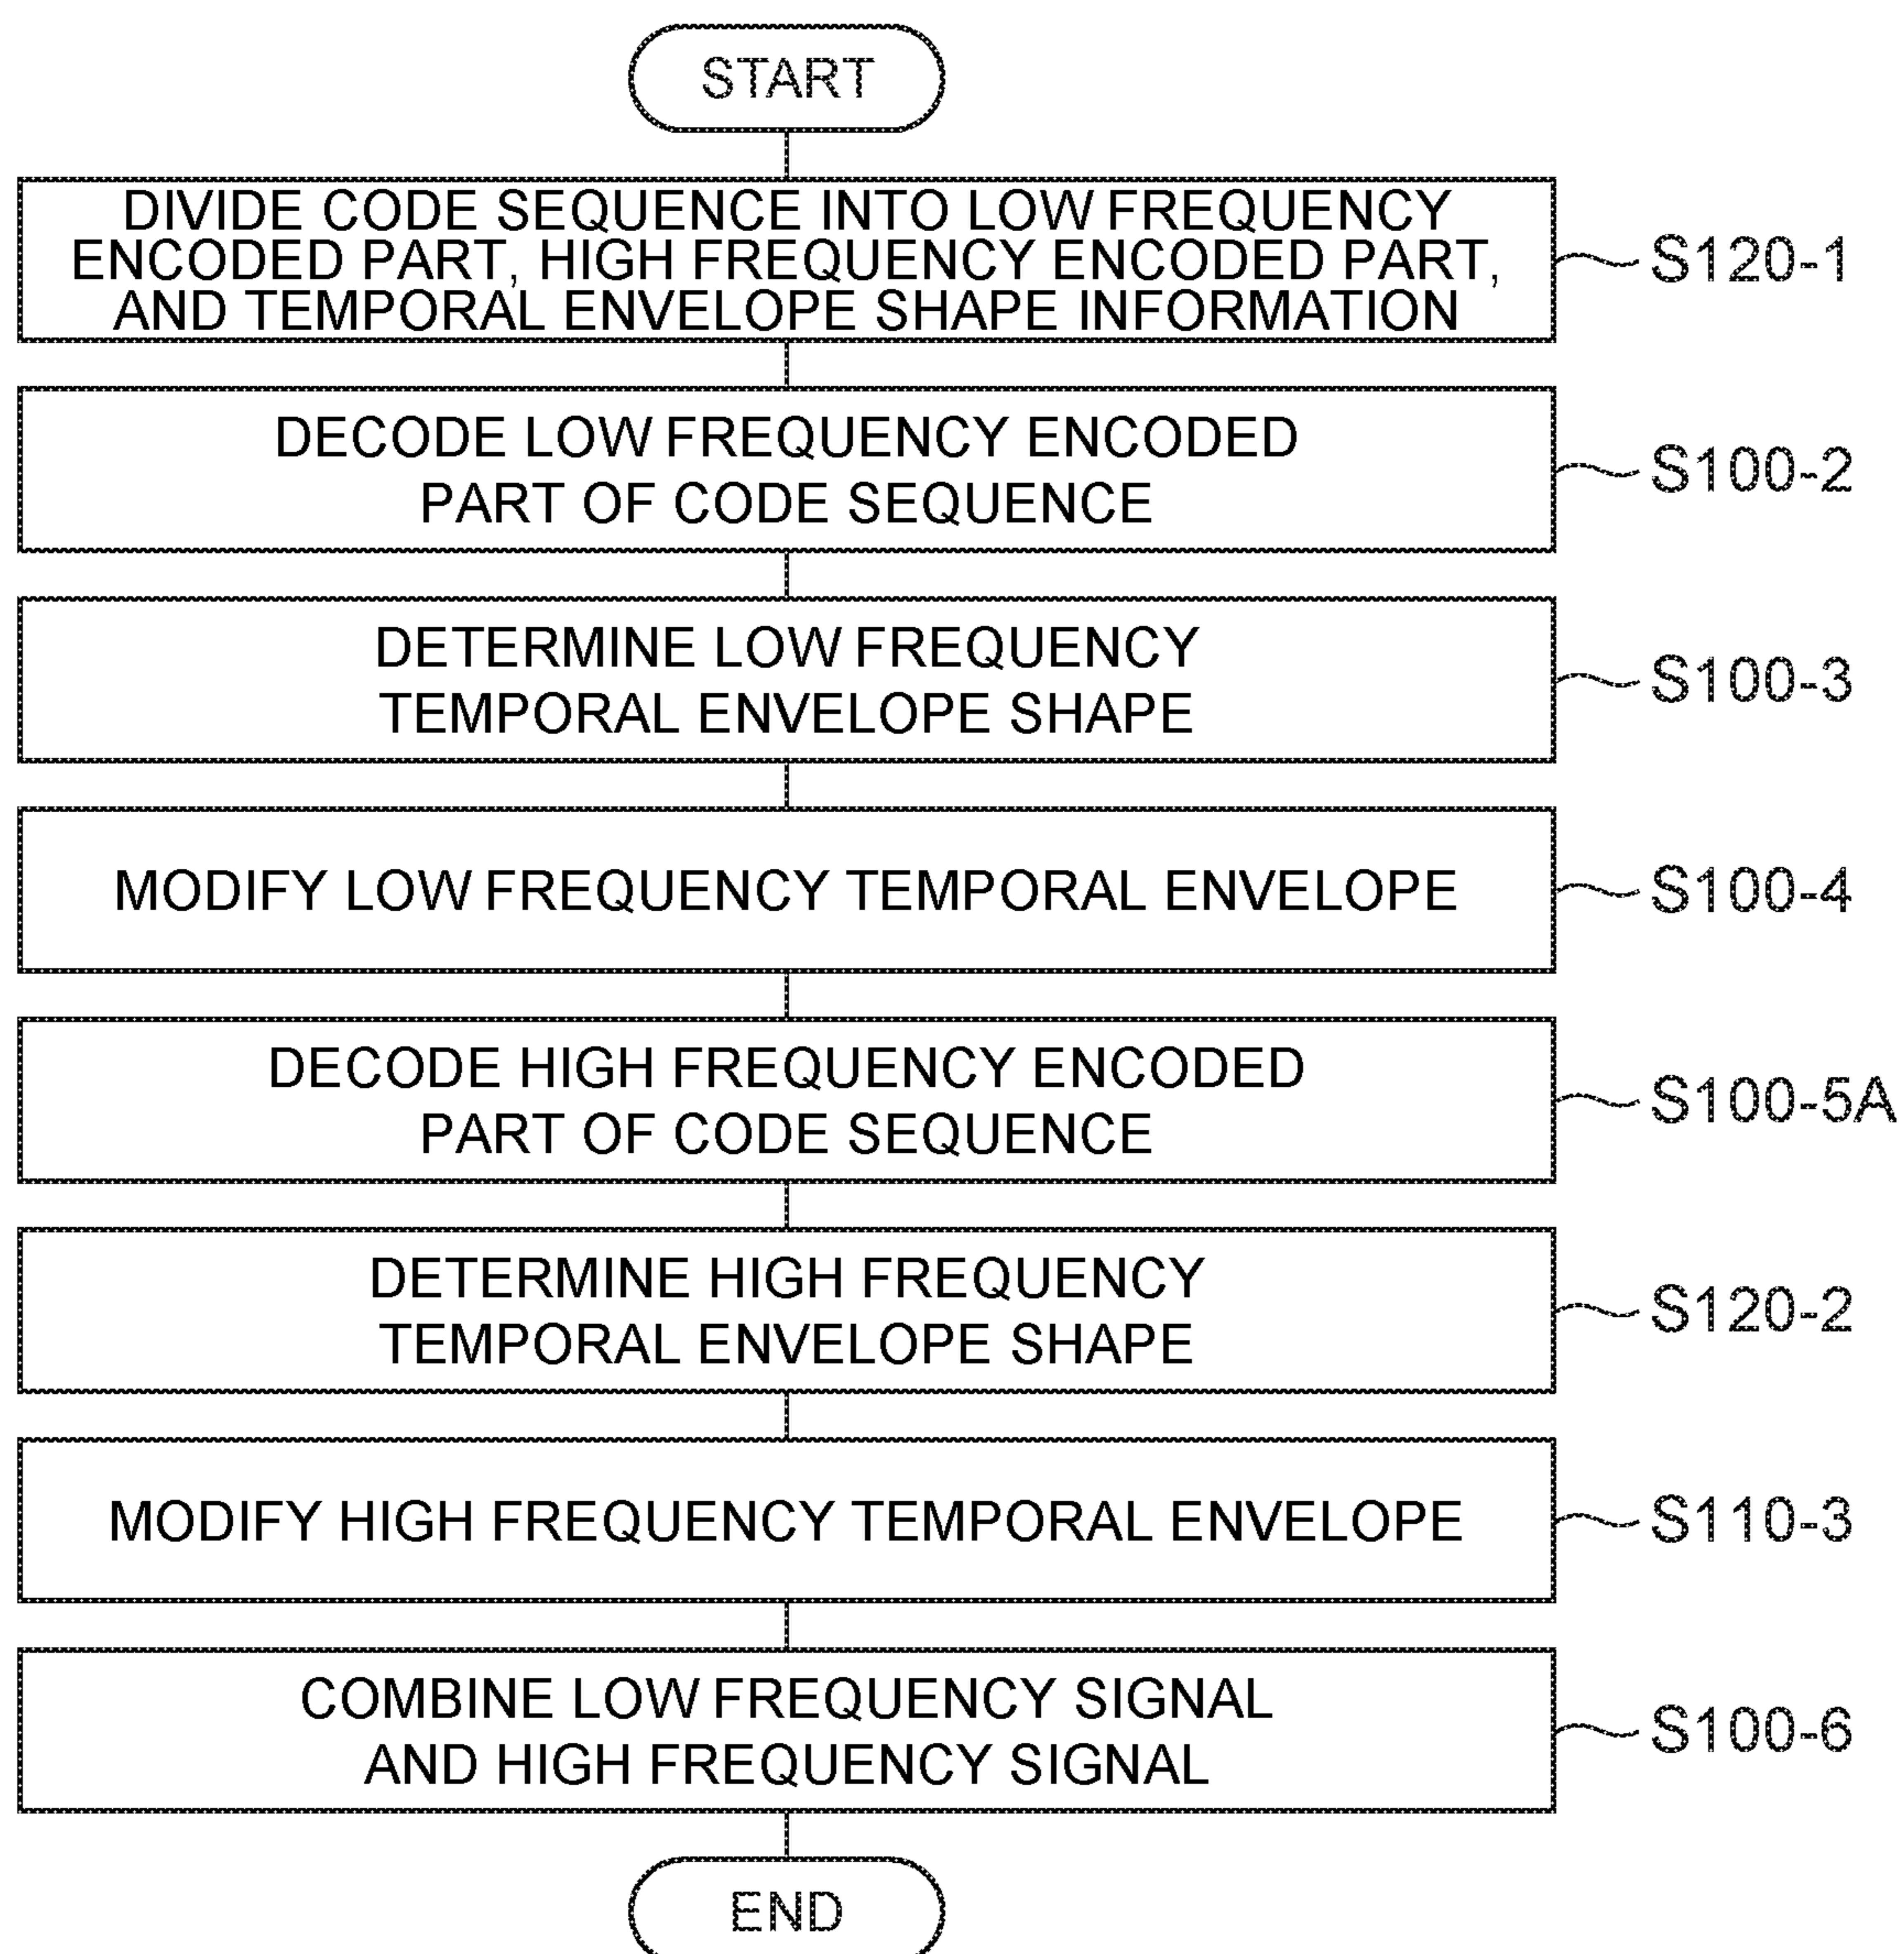 START
DIVIDE CODE SEQUENCE INTO LOW FREQUENCY
ENCODED PART, HIGH FREQUENCY ENCODED PART,
AND TEMPORAL ENVELOPE SHAPE INFORMATION
S120-1
DECODE LOW FREQUENCY ENCODED
PART OF CODE SEQUENCE
S100-2
DETERMINE LOW FREQUENCY
TEMPORAL ENVELOPE SHAPE
S100-3
MODIFY LOW FREQUENCY TEMPORAL ENVELOPE
S100-4
DECODE HIGH FREQUENCY ENCODED
PART OF CODE SEQUENCE
S100-5A
DETERMINE HIGH FREQUENCY
TEMPORAL ENVELOPE SHAPE
S120-2
MODIFY HIGH FREQUENCY TEMPORAL ENVELOPE
S110-3
COMBINE LOW FREQUENCY SIGNAL
AND HIGH FREQUENCY SIGNAL
S100-6
END